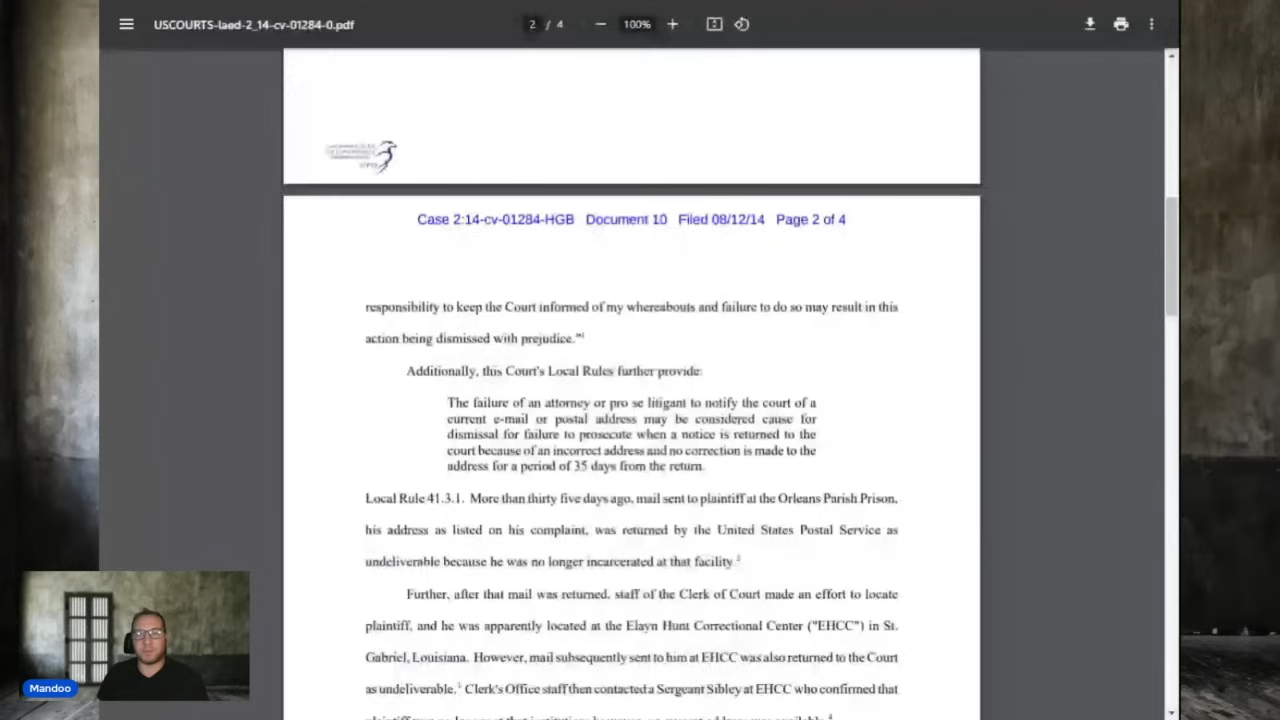 USCOURTS-laed-2_14-cv-01284-0.pdf
2 / 4
100%
GPO
Case 2:14-cv-01284-HGB Document 10 Filed 08/12/14 Page 2 of 4
responsibility to keep the Court informed of my whereabouts and failure to do so may result in this
action being dismissed with prejudice."1
Additionally, this Court's Local Rules further provide:
The failure of an attorney or pro se litigant to notify the court of a
current e-mail or postal address may be considered cause for
dismissal for failure to prosecute when a notice is returned to the
court because of an incorrect address and no correction is made to the
address for a period of 35 days from the return.
Local Rule 41.3.1. More than thirty five days ago, mail sent to plaintiff at the Orleans Parish Prison,
his address as listed on his complaint, was returned by the United States Postal Service as
undeliverable because he was no longer incarcerated at that facility.2
Further, after that mail was returned, staff of the Clerk of Court made an effort to locate
plaintiff, and he was apparently located at the Elayn Hunt Correctional Center ("EHCC") in St.
Gabriel, Louisiana. However, mail subsequently sent to him at EHCC was also returned to the Court
as undeliverable.3 Clerk's Office staff then contacted a Sergeant Sibley at EHCC who confirmed that
Mandoo